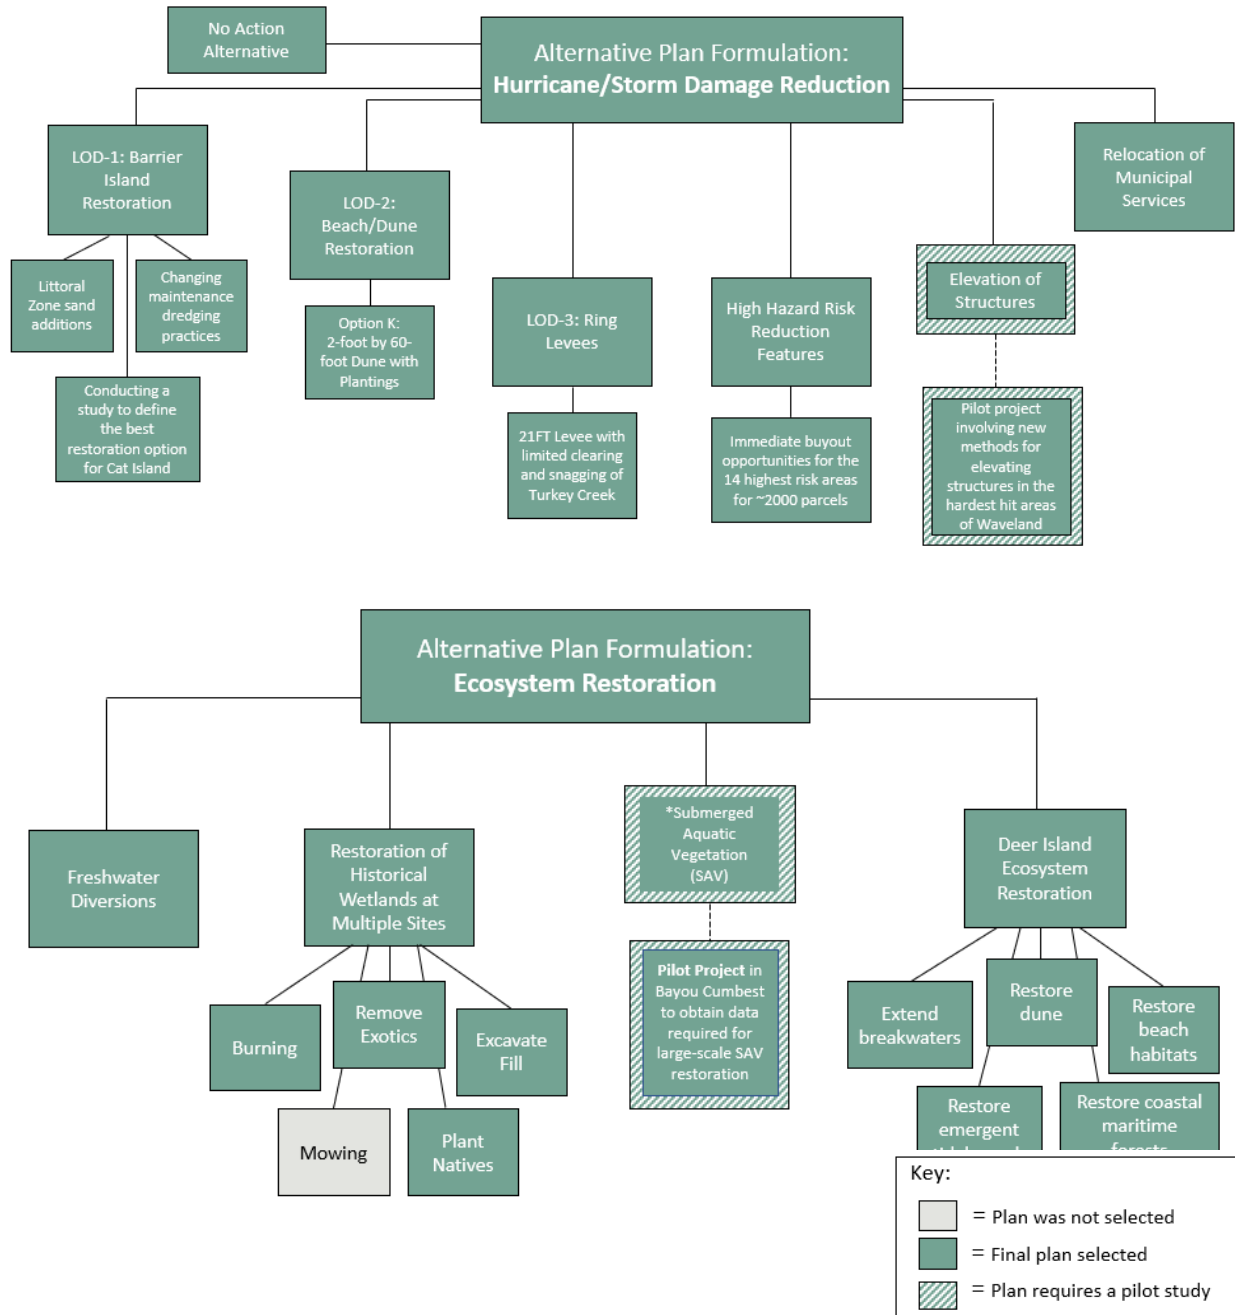 No Action
Alternative
Alternative Plan Formulation:
Hurricane/Storm Damage Reduction
LOD-1: Barrier
Island
Restoration
Littoral
Zone sand
additions
Changing
maintenance
dredging
practices
Conducting a
study to define
the best
restoration option
for Cat Island
LOD-2:
Beach/Dune
Restoration
Option K:
2-foot by 60-
foot Dune with
Plantings
LOD-3: Ring
Levees
21FT Levee with
limited clearing
and snagging of
Turkey Creek
High Hazard Risk
Reduction
Features
Immediate buyout
opportunities for the
14 highest risk areas
for ~2000 parcels
Elevation of
Structures
Pilot project
involving new
methods for
elevating
structures in the
hardest hit areas
of Waveland
Relocation of
Municipal
Services
Alternative Plan Formulation:
Ecosystem Restoration
Freshwater
Diversions
Restoration of
Historical
Wetlands at
Multiple Sites
Burning
Remove
Exotics
Excavate
Fill
Mowing
Plant
Natives
*Submerged
Aquatic
Vegetation
(SAV)
Pilot Project in
Bayou Cumbest
to obtain data
required for
large-scale SAV
restoration
Deer Island
Ecosystem
Restoration
Extend
breakwaters
Restore
dune
Restore
beach
habitats
Restore
emergent
Restore coastal
maritime
forests
Key:
= Plan was not selected
= Final plan selected
= Plan requires a pilot study